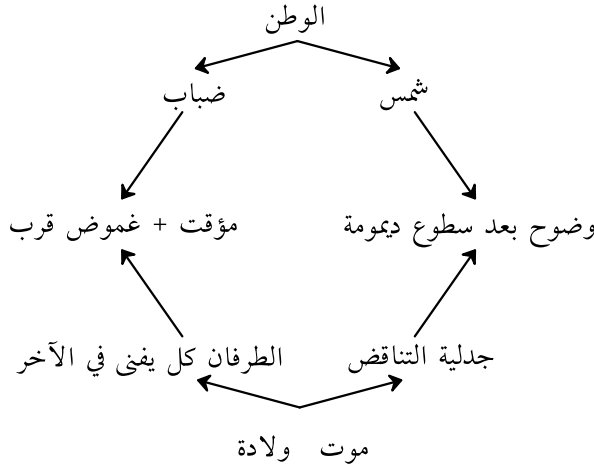 الوطن
شمس ضباب
وضوح بعد سطوع ديمومة مؤقت + غموض قرب
جدلية التناقض الطرفان كل يفنى في الآخر
موت ولادة